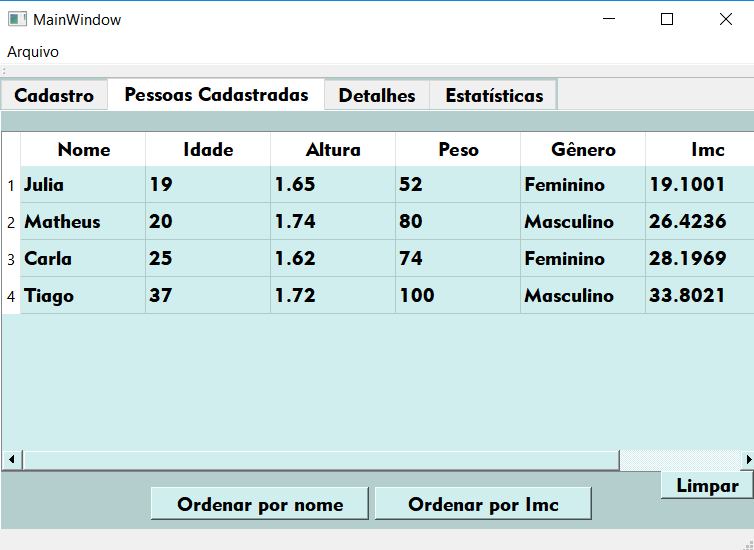 MainWindow
Arquivo
Cadastro Pessoas Cadastradas Detalhes Estatísticas
Nome Idade Altura Peso Gênero Imc
1 Julia 19 1.65 52 Feminino 19.1001
2 Matheus 20 1.74 80 Masculino 26.4236
3 Carla 25 1.62 74 Feminino 28.1969
4 Tiago 37 1.72 100 Masculino 33.8021
Limpar
Ordenar por nome Ordenar por Imc